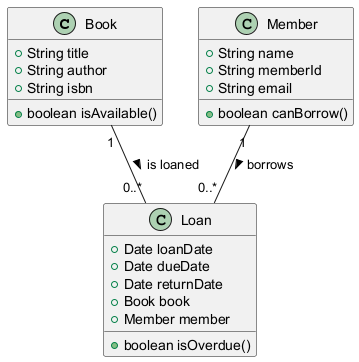 C Book
String title
String author
String isbn
boolean isAvailable()
C Member
String name
String memberId
String email
boolean canBorrow()
1
1
is loaned
borrows
0..*
0..*
C Loan
Date loanDate
Date dueDate
Date returnDate
Book book
Member member
boolean isOverdue()